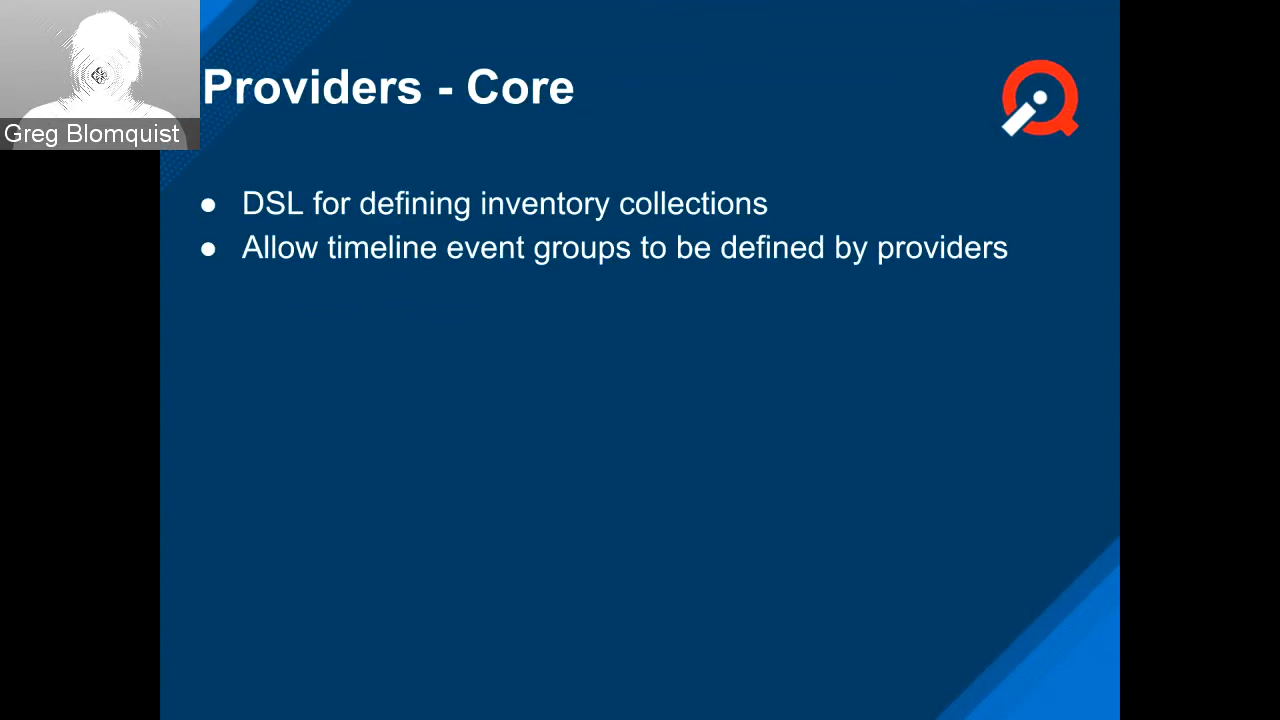 Providers - Core
Greg Blomquist
● DSL for defining inventory collections
● Allow timeline event groups to be defined by providers